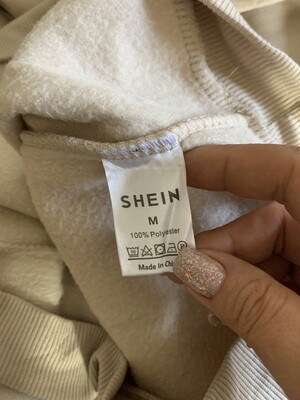 SHEIN
M
100% Polyester
Made In